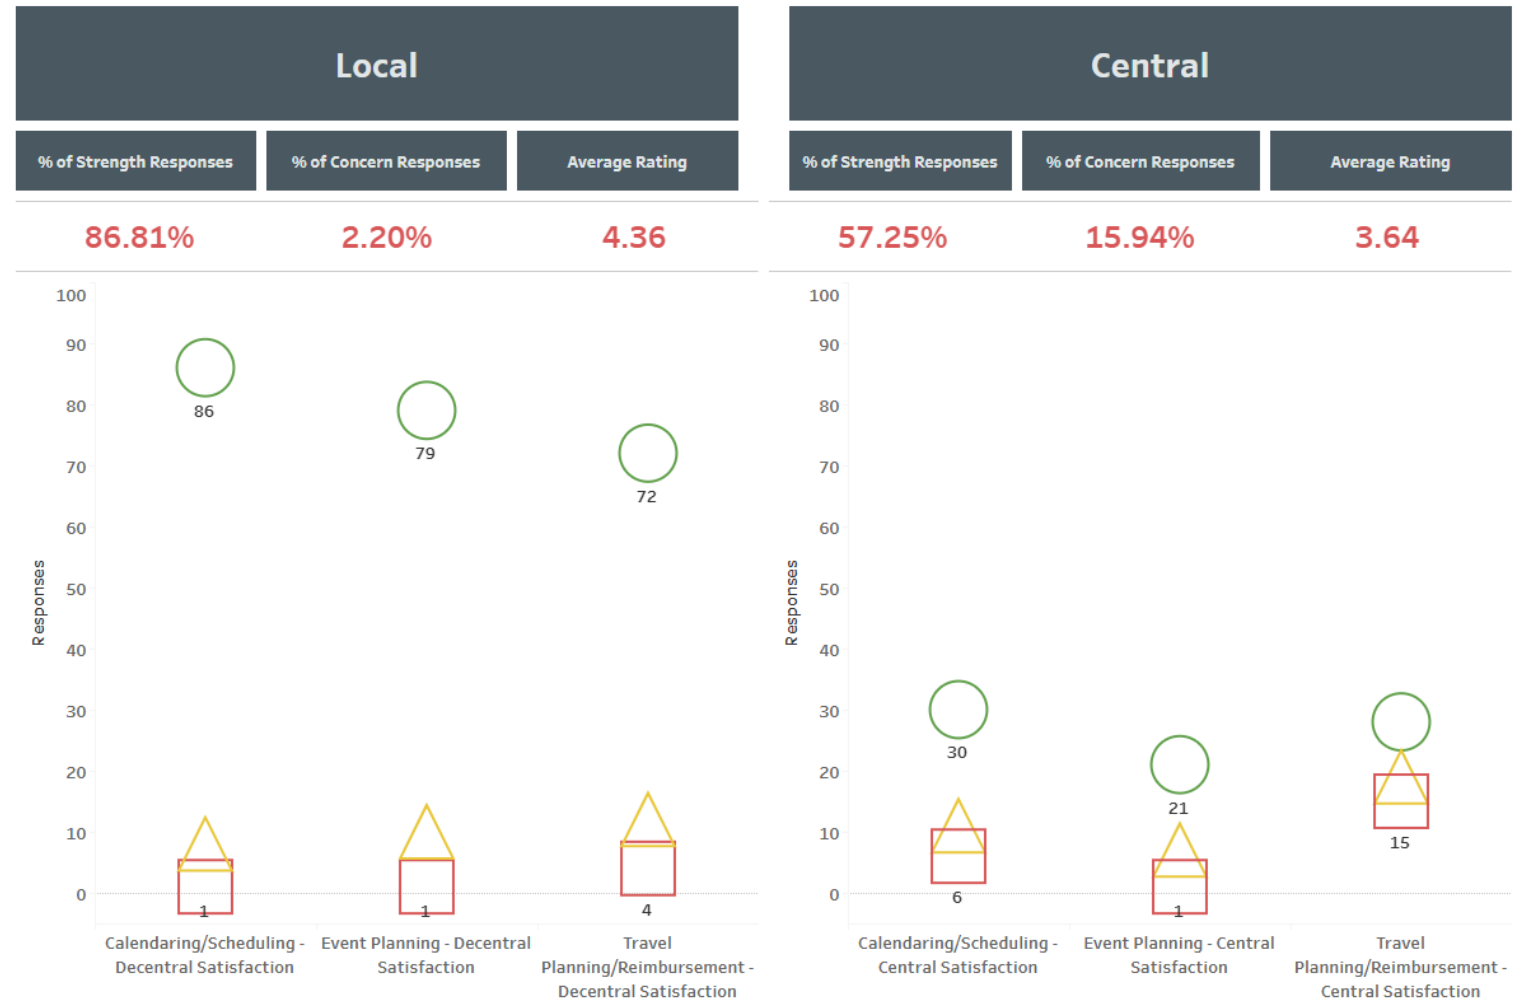 Local
% of Strength Responses
% of Concern Responses
Average Rating
86.81%
2.20%
4.36
100
90
80
70
60
50
40
30
20
10
0
Responses
86
79
72
1
1
4
Calendaring/Scheduling -
Decentral Satisfaction
Event Planning - Decentral
Satisfaction
Travel
Planning/Reimbursement -
Decentral Satisfaction
Central
% of Strength Responses
% of Concern Responses
Average Rating
57.25%
15.94%
3.64
100
90
80
70
60
50
40
30
20
10
0
Responses
30
21
15
6
1
Calendaring/Scheduling -
Central Satisfaction
Event Planning - Central
Satisfaction
Travel
Planning/Reimbursement -
Central Satisfaction